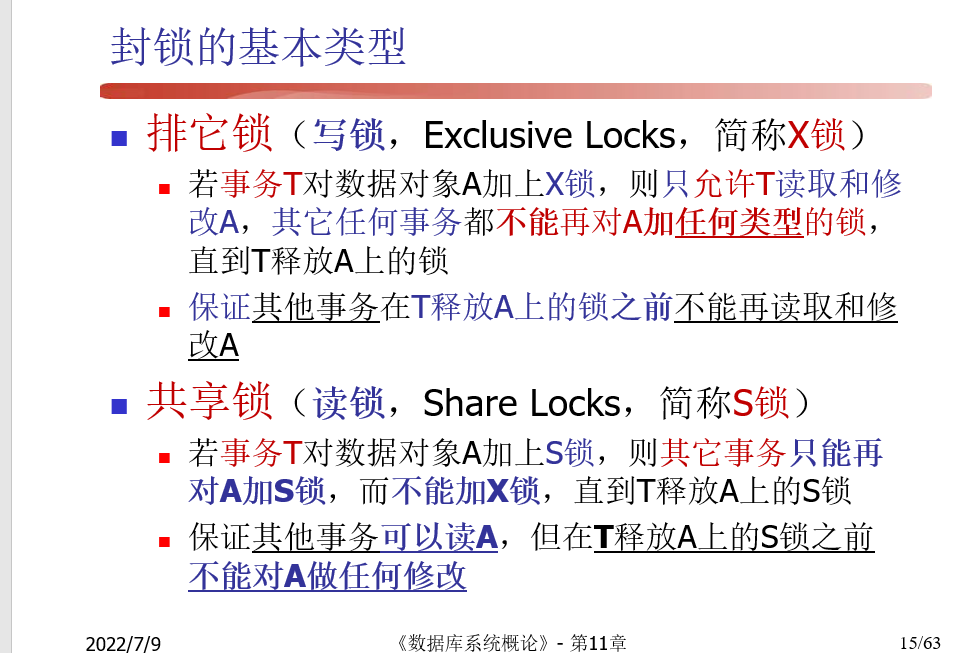 封锁的基本类型
排它锁（写锁，Exclusive Locks，简称X锁）
若事务T对数据对象A加上X锁，则只允许T读取和修
改A，其它任何事务都不能再对A加任何类型的锁，
直到T释放A上的锁
保证其他事务在T释放A上的锁之前不能再读取和修
改A
共享锁（读锁，Share Locks，简称S锁）
若事务T对数据对象A加上S锁，则其它事务只能再
对A加S锁，而不能加X锁，直到T释放A上的S锁
保证其他事务可以读A，但在T释放A上的S锁之前
不能对A做任何修改
2022/7/9 《数据库系统概论》- 第11章 15/63